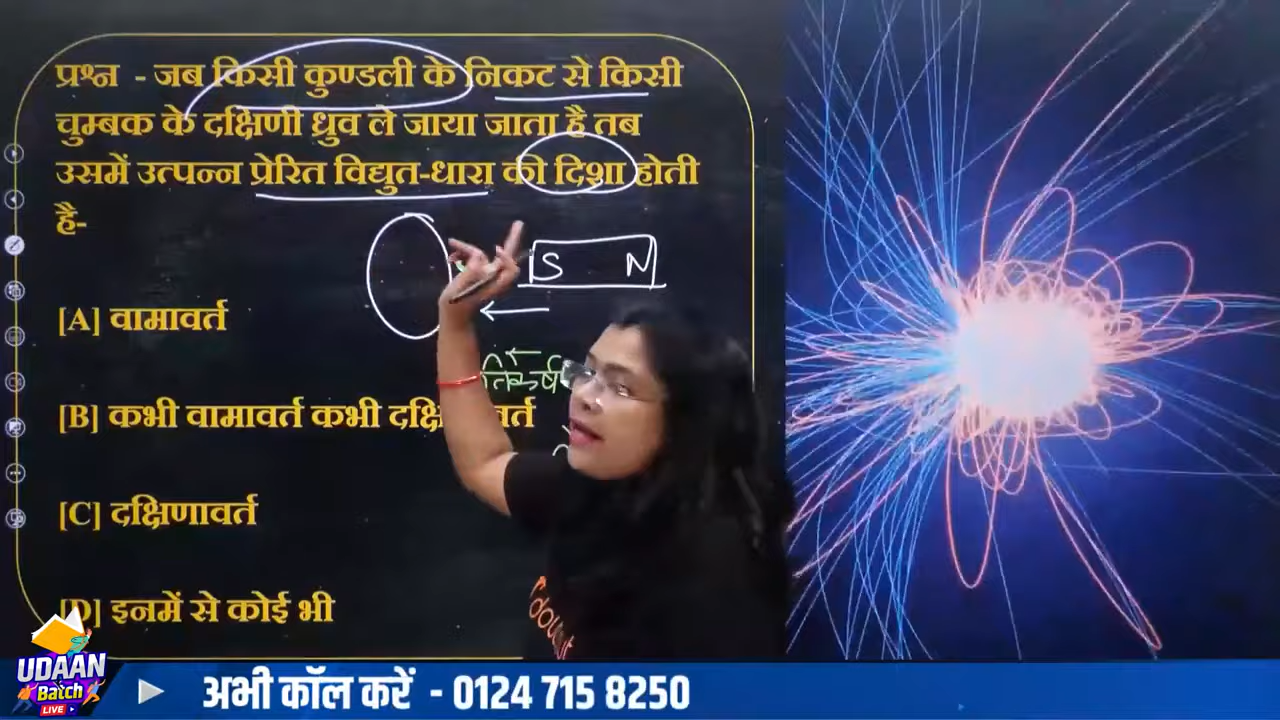 प्रश्न - जब किसी कुण्डली के निकट से किसी
चुम्बक के दक्षिणी ध्रुव ले जाया जाता है तब
उसमें उत्पन्न प्रेरित विद्युत-धारा की दिशा होती
है-
S N
[A] वामावर्त
[B] कभी वामावर्त कभी
[C] दक्षिणावर्त
[D] इनमें से कोई भी
doubt
UDAAN
Batch
LIVE
अभी कॉल करें - 0124 715 8250